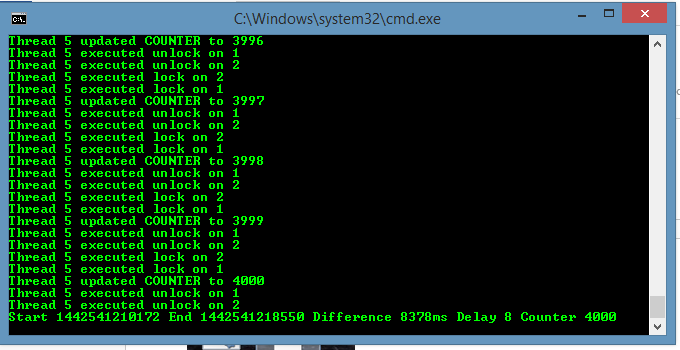 C:\Windows\system32\cmd.exe
Thread 5 updated COUNTER to 3996
Thread 5 executed unlock on 1
Thread 5 executed unlock on 2
Thread 5 executed lock on 2
Thread 5 executed lock on 1
Thread 5 updated COUNTER to 3997
Thread 5 executed unlock on 1
Thread 5 executed unlock on 2
Thread 5 executed lock on 2
Thread 5 executed lock on 1
Thread 5 updated COUNTER to 3998
Thread 5 executed unlock on 1
Thread 5 executed unlock on 2
Thread 5 executed lock on 2
Thread 5 executed lock on 1
Thread 5 updated COUNTER to 3999
Thread 5 executed unlock on 1
Thread 5 executed unlock on 2
Thread 5 executed lock on 2
Thread 5 executed lock on 1
Thread 5 updated COUNTER to 4000
Thread 5 executed unlock on 1
Thread 5 executed unlock on 2
Start 1442541210172 End 1442541218550 Difference 8378ms Delay 8 Counter 4000